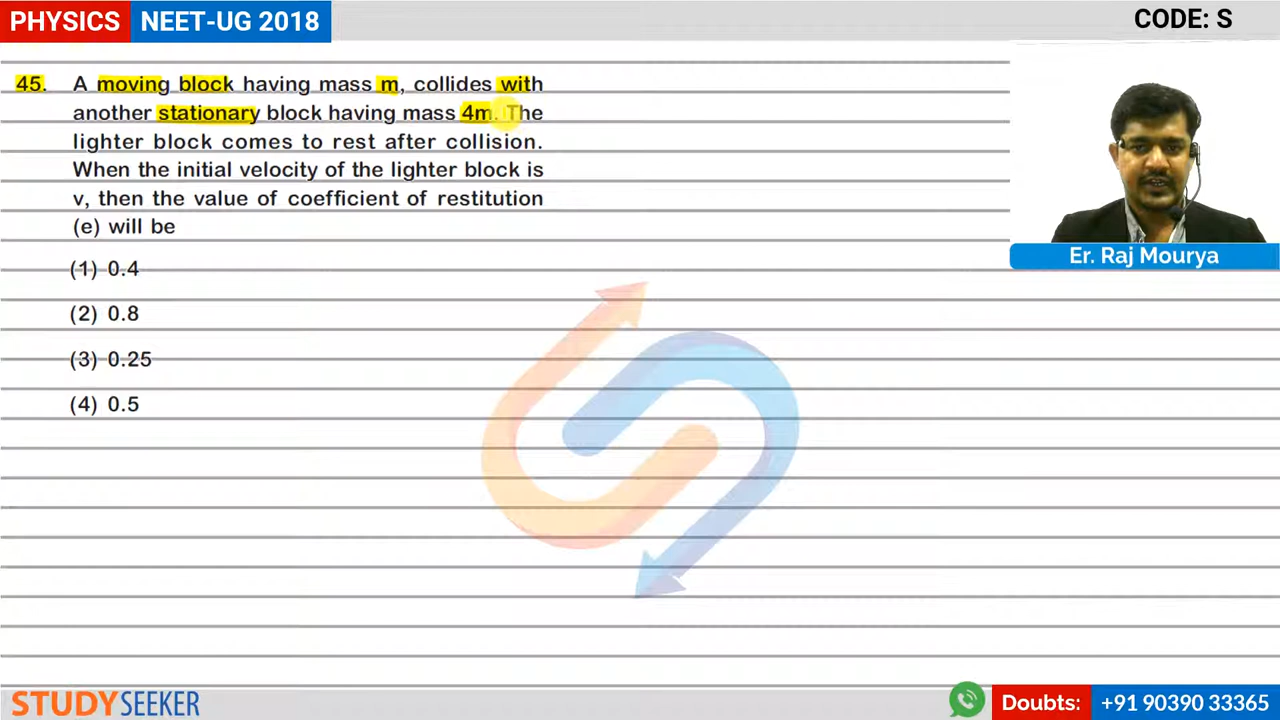 PHYSICS NEET-UG 2018
CODE: S
45. A moving block having mass m, collides with
another stationary block having mass 4m. The
lighter block comes to rest after collision.
When the initial velocity of the lighter block is
v, then the value of coefficient of restitution
(e) will be
(1) 0.4
(2) 0.8
(3) 0.25
(4) 0.5
Er. Raj Mourya
STUDYSEEKER
Doubts: +91 90390 33365